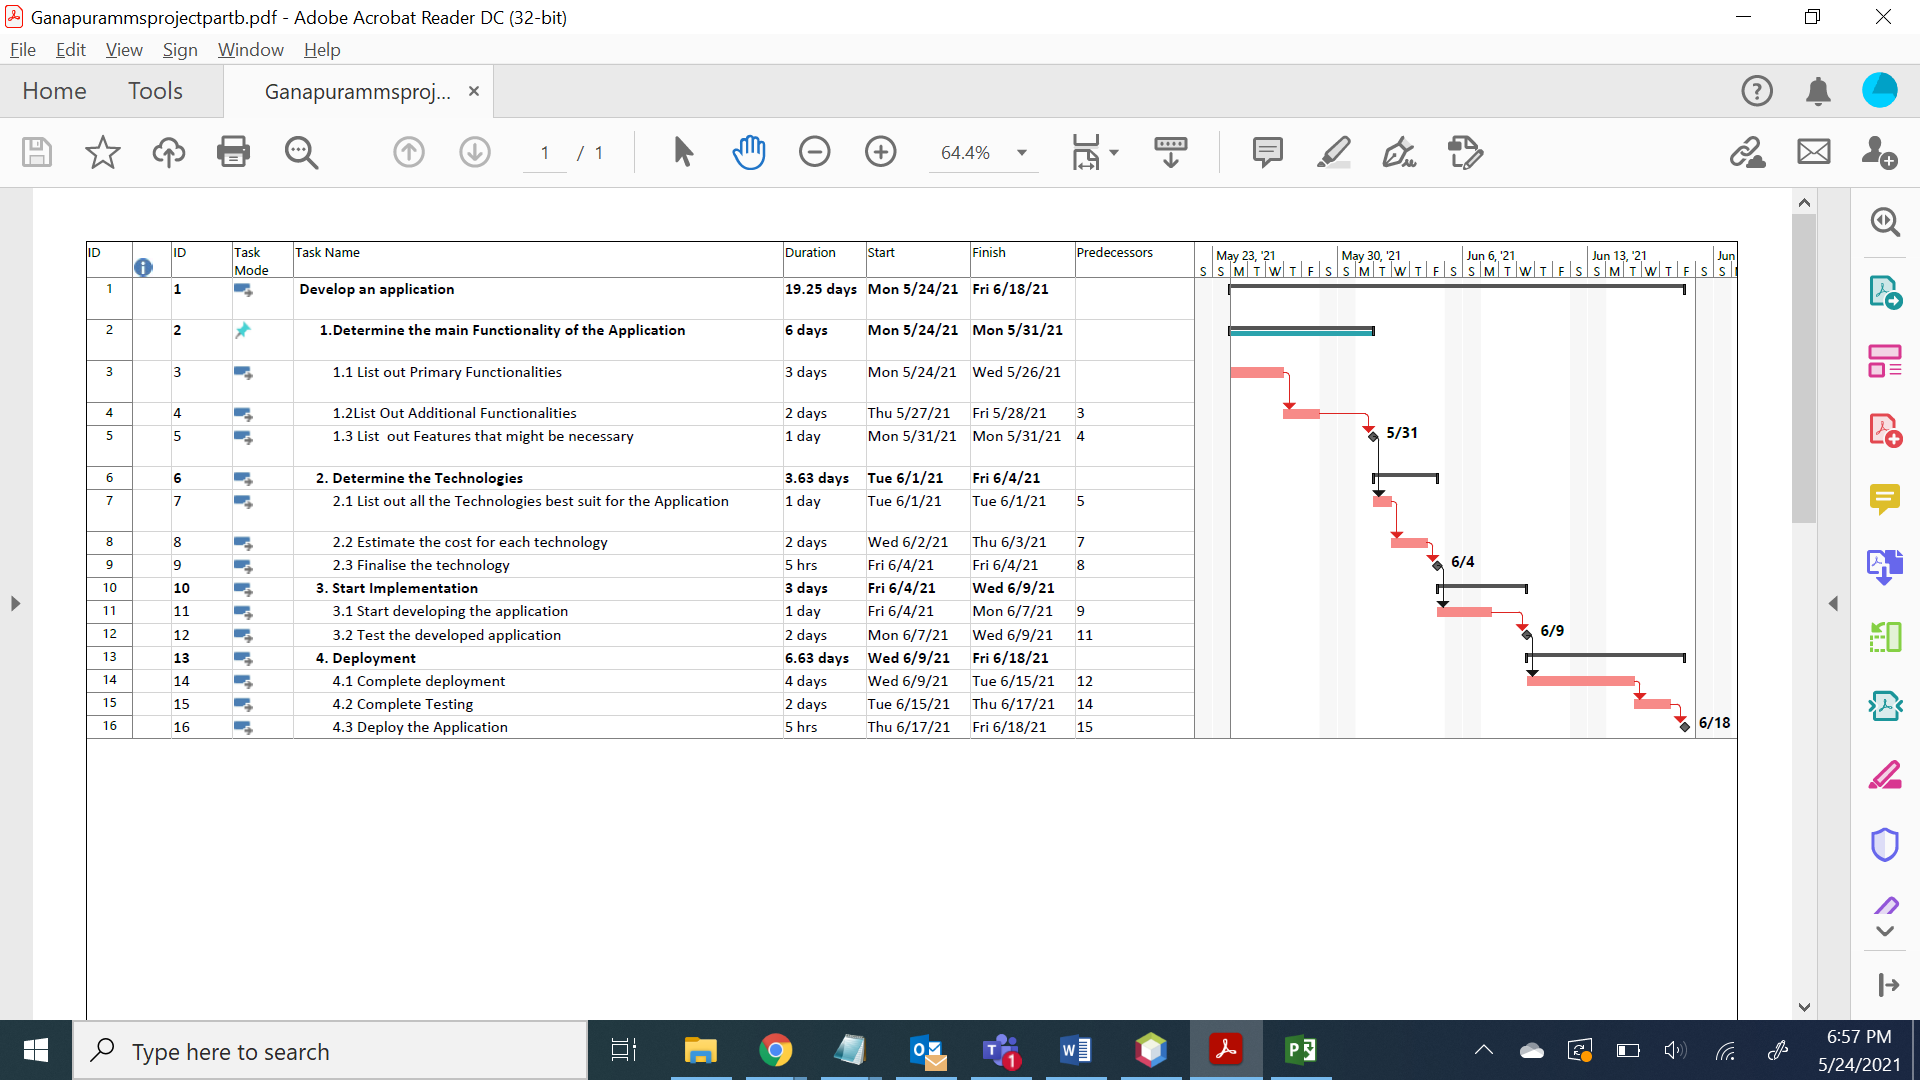 Ganapurammsprojectpartb.pdf - Adobe Acrobat Reader DC (32-bit)
File Edit View Sign Window Help
Home Tools Ganapurammsproj... ×
1 / 1 64.4%
ID ID Task Mode Task Name Duration Start Finish Predecessors
May 23, '21 May 30, '21 Jun 6, '21 Jun 13, '21 Jun
S S M T W T F S S M T W T F S S M T W T F S S M T W T F S S
1 1 Develop an application 19.25 days Mon 5/24/21 Fri 6/18/21
2 2 1.Determine the main Functionality of the Application 6 days Mon 5/24/21 Mon 5/31/21
3 3 1.1 List out Primary Functionalities 3 days Mon 5/24/21 Wed 5/26/21
4 4 1.2List Out Additional Functionalities 2 days Thu 5/27/21 Fri 5/28/21 3
5 5 1.3 List out Features that might be necessary 1 day Mon 5/31/21 Mon 5/31/21 4 5/31
6 6 2. Determine the Technologies 3.63 days Tue 6/1/21 Fri 6/4/21
7 7 2.1 List out all the Technologies best suit for the Application 1 day Tue 6/1/21 Tue 6/1/21 5
8 8 2.2 Estimate the cost for each technology 2 days Wed 6/2/21 Thu 6/3/21 7
9 9 2.3 Finalise the technology 5 hrs Fri 6/4/21 Fri 6/4/21 8 6/4
10 10 3. Start Implementation 3 days Fri 6/4/21 Wed 6/9/21
11 11 3.1 Start developing the application 1 day Fri 6/4/21 Mon 6/7/21 9
12 12 3.2 Test the developed application 2 days Mon 6/7/21 Wed 6/9/21 11 6/9
13 13 4. Deployment 6.63 days Wed 6/9/21 Fri 6/18/21
14 14 4.1 Complete deployment 4 days Wed 6/9/21 Tue 6/15/21 12
15 15 4.2 Complete Testing 2 days Tue 6/15/21 Thu 6/17/21 14
16 16 4.3 Deploy the Application 5 hrs Thu 6/17/21 Fri 6/18/21 15 6/18
Type here to search
6:57 PM
5/24/2021